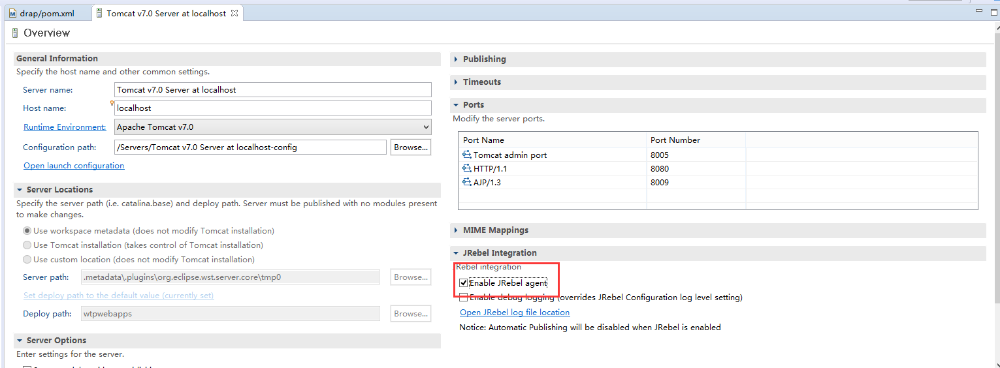 drap/pom.xml
Tomcat v7.0 Server at localhost
Overview
General Information
Specify the host name and other common settings.
Server name:
Tomcat v7.0 Server at localhost
Host name:
localhost
Runtime Environment:
Apache Tomcat v7.0
Configuration path:
/Servers/Tomcat v7.0 Server at localhost-config
Browse...
Open launch configuration
Server Locations
Specify the server path (i.e. catalina.base) and deploy path. Server must be published with no modules present
to make changes.
Use workspace metadata (does not modify Tomcat installation)
Use Tomcat installation (takes control of Tomcat installation)
Use custom location (does not modify Tomcat installation)
Server path:
.metadata\.plugins\org.eclipse.wst.server.core\tmp0
Browse...
Set deploy path to the default value (currently set)
Deploy path:
wtpwebapps
Browse...
Server Options
Enter settings for the server.
Publishing
Timeouts
Ports
Modify the server ports.
Port Name Port Number
Tomcat admin port 8005
HTTP/1.1 8080
AJP/1.3 8009
MIME Mappings
JRebel Integration
JRebel integration
Enable JRebel agent
Enable debug logging (overrides JRebel Configuration log level setting)
Open JRebel log file location
Notice: Automatic Publishing will be disabled when JRebel is enabled